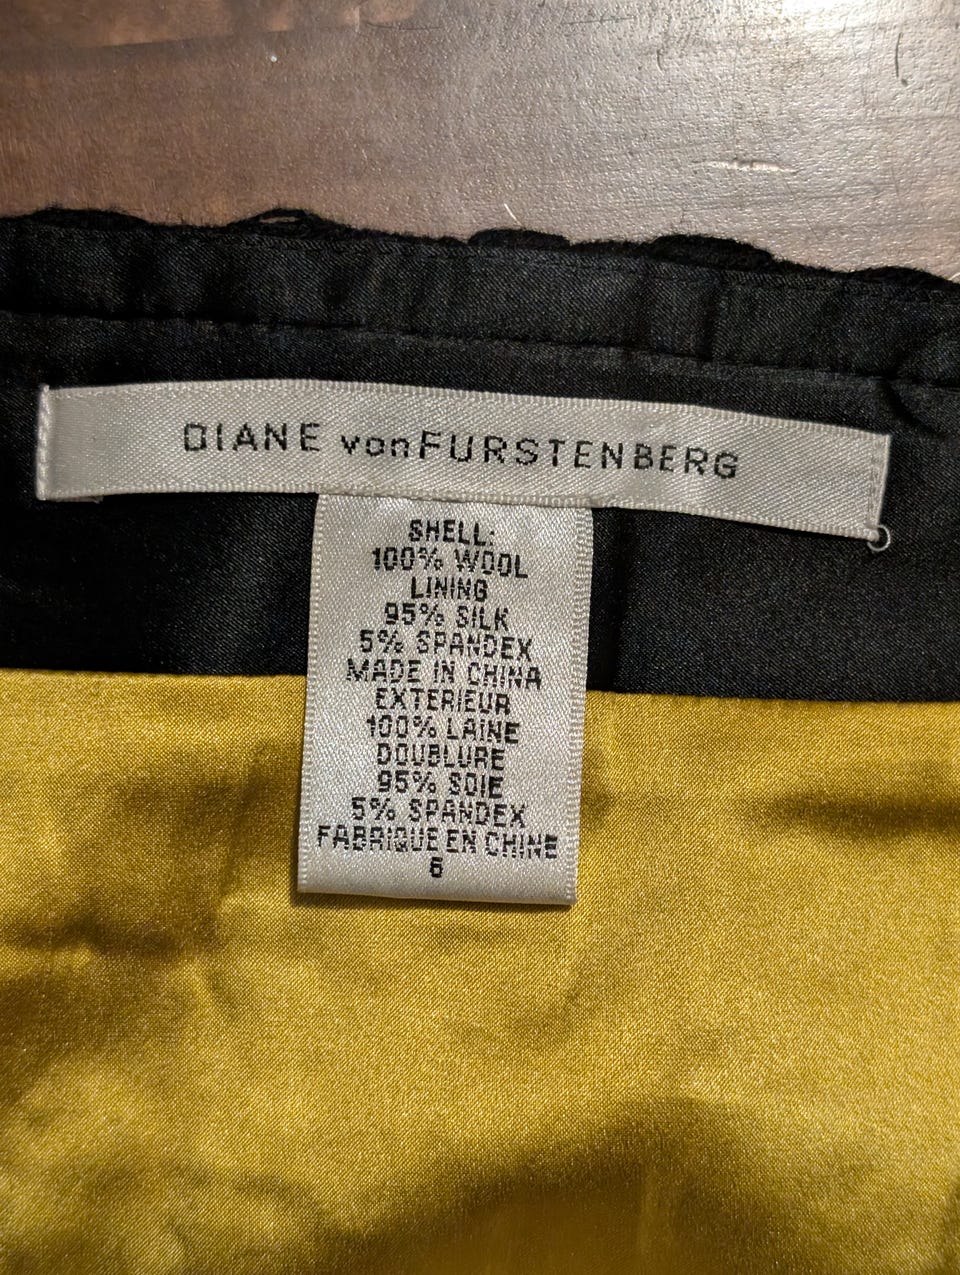 DIANE vonFURSTENBERG
SHELL:
100% WOOL
LINING
95% SILK
5% SPANDEX
MADE IN CHINA
EXTERIEUR
100% LAINE
DOUBLURE
95% SOIE
5% SPANDEX
FABRIQUE EN CHINE
6